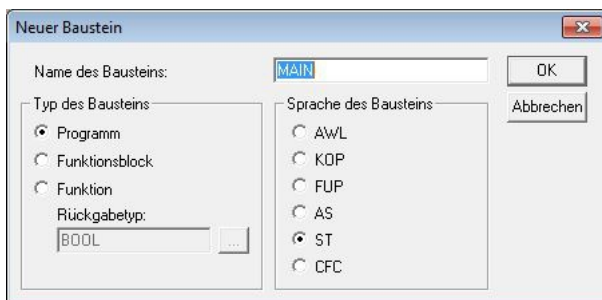 Neuer Baustein
Name des Bausteins:
MAIN
OK
Abbrechen
Typ des Bausteins
Programm
Funktionsblock
Funktion
Rückgabetyp:
BOOL
...
Sprache des Bausteins
AWL
KOP
FUP
AS
ST
CFC